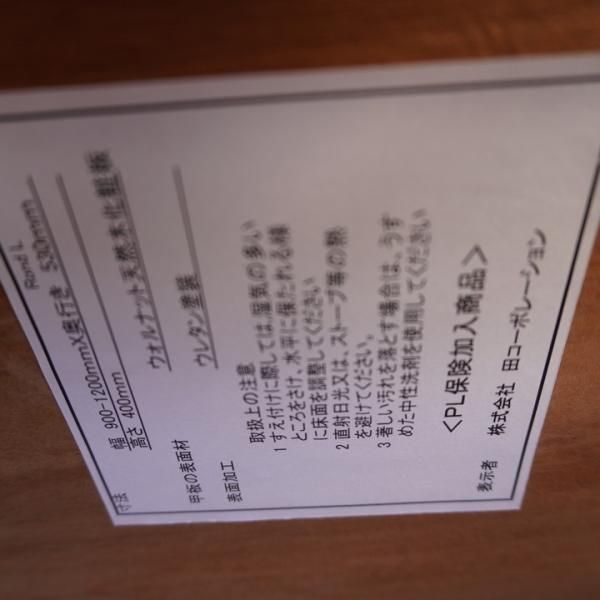 Rond L
寸法 幅 900-1200mmX奥行き 530mm
高さ 400mm
甲板の表面材 ウォルナット天然木化粧板
表面加工 ウレタン塗装
取扱上の注意
1 すえ付けに際しては,湿気の多い
ところをさけ、水平に保たれる様
に床面を調整してください
2 直射日光又は、ストーブ等の熱
を避けてください。
3 著しい汚れを落とす場合は、うす
めた中性洗剤を使用してください
<PL保険加入商品>
表示者 株式会社 田コーポレーション